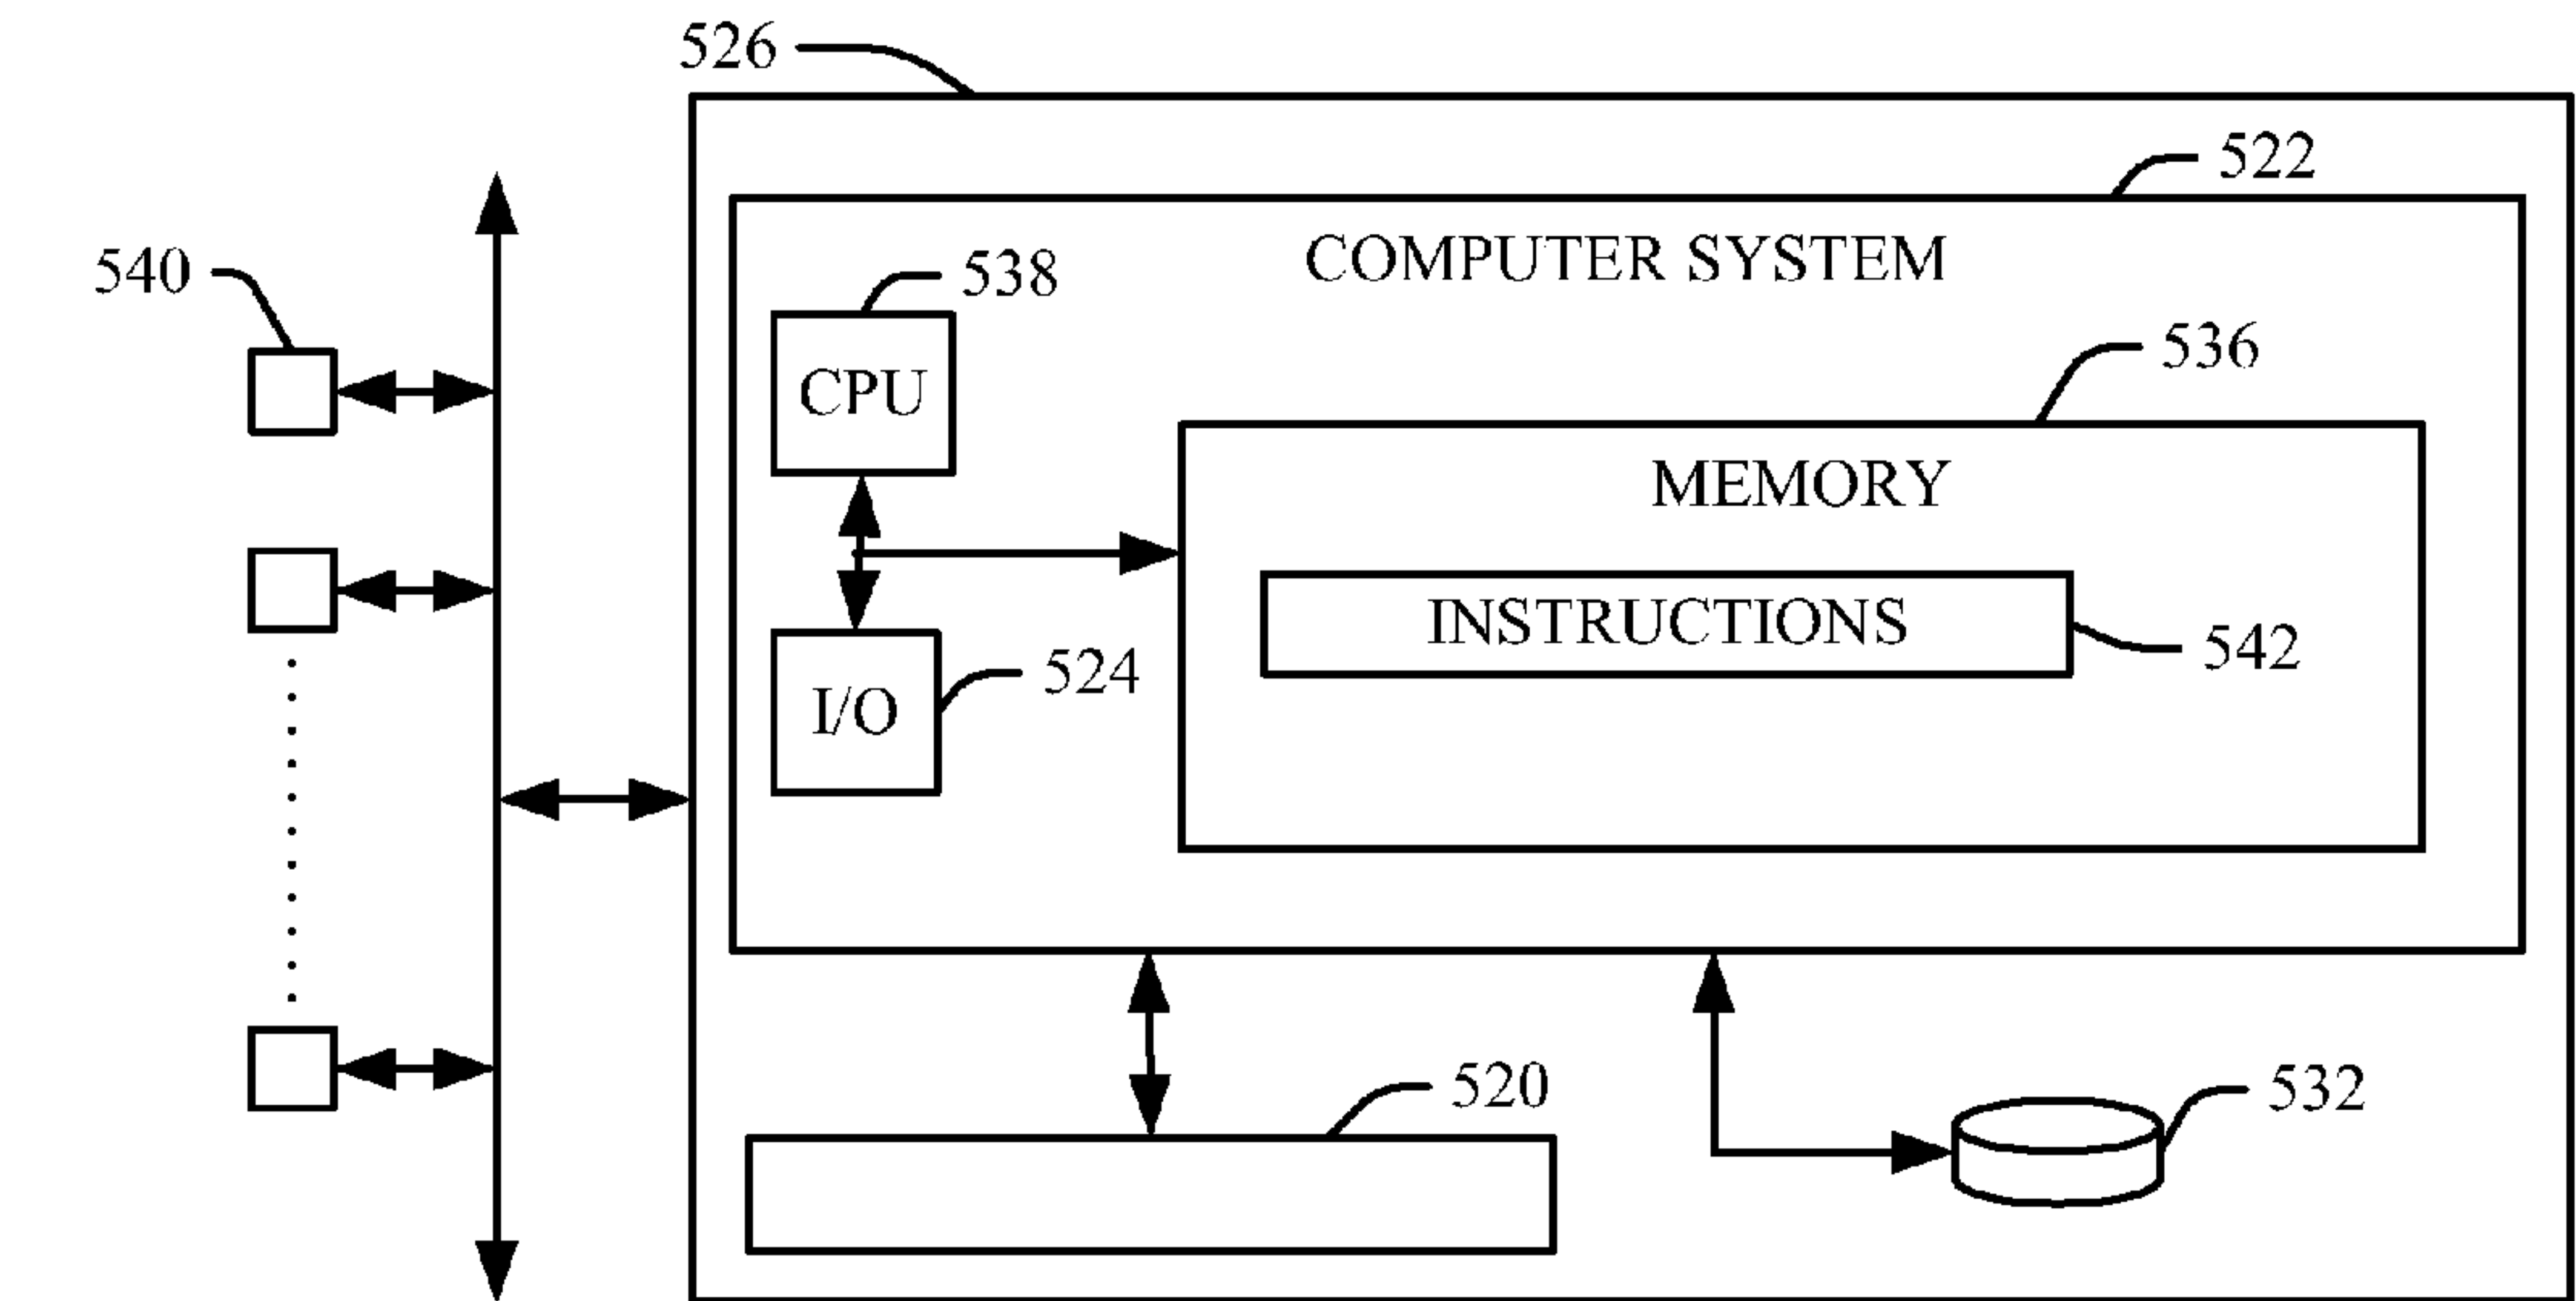 526
522
COMPUTER SYSTEM
540
538
536
CPU
MEMORY
INSTRUCTIONS
542
524
I/O
520
532